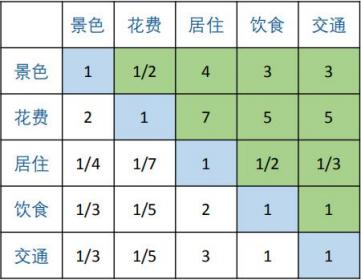 景色 花费 居住 饮食 交通
景色 1 1/2 4 3 3
花费 2 1 7 5 5
居住 1/4 1/7 1 1/2 1/3
饮食 1/3 1/5 2 1 1
交通 1/3 1/5 3 1 1